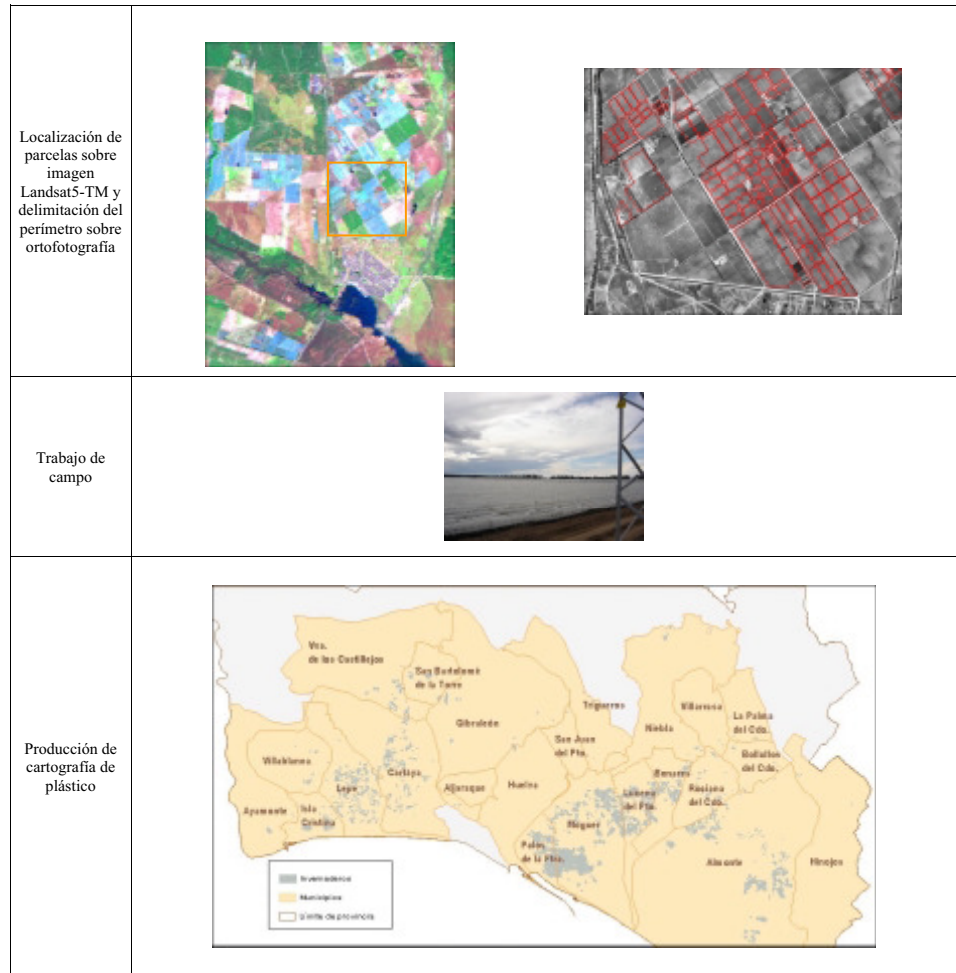 Localización de
parcelas sobre
imagen
Landsat5-TM y
delimitación del
perímetro sobre
ortofotografía
Trabajo de
campo
Producción de
cartografía de
plástico
Vva.
de los Castillejos
San Bartolomé
de la Torre
Gibraleón
Trigueros
Niebla
Villarrasa
La Palma
del Cdo.
San Juan
del Pto.
Bollullos
del Cdo.
Villablanca
Lepe
Cartaya
Aljaraque
Huelva
Bonares
Lucena
del Pto.
Rociana
del Cdo.
Ayamonte
Isla
Cristina
Moguer
Palos
de la Ftra.
Almonte
Hinojos
Invernaderos
Municipios
Límite de provincia